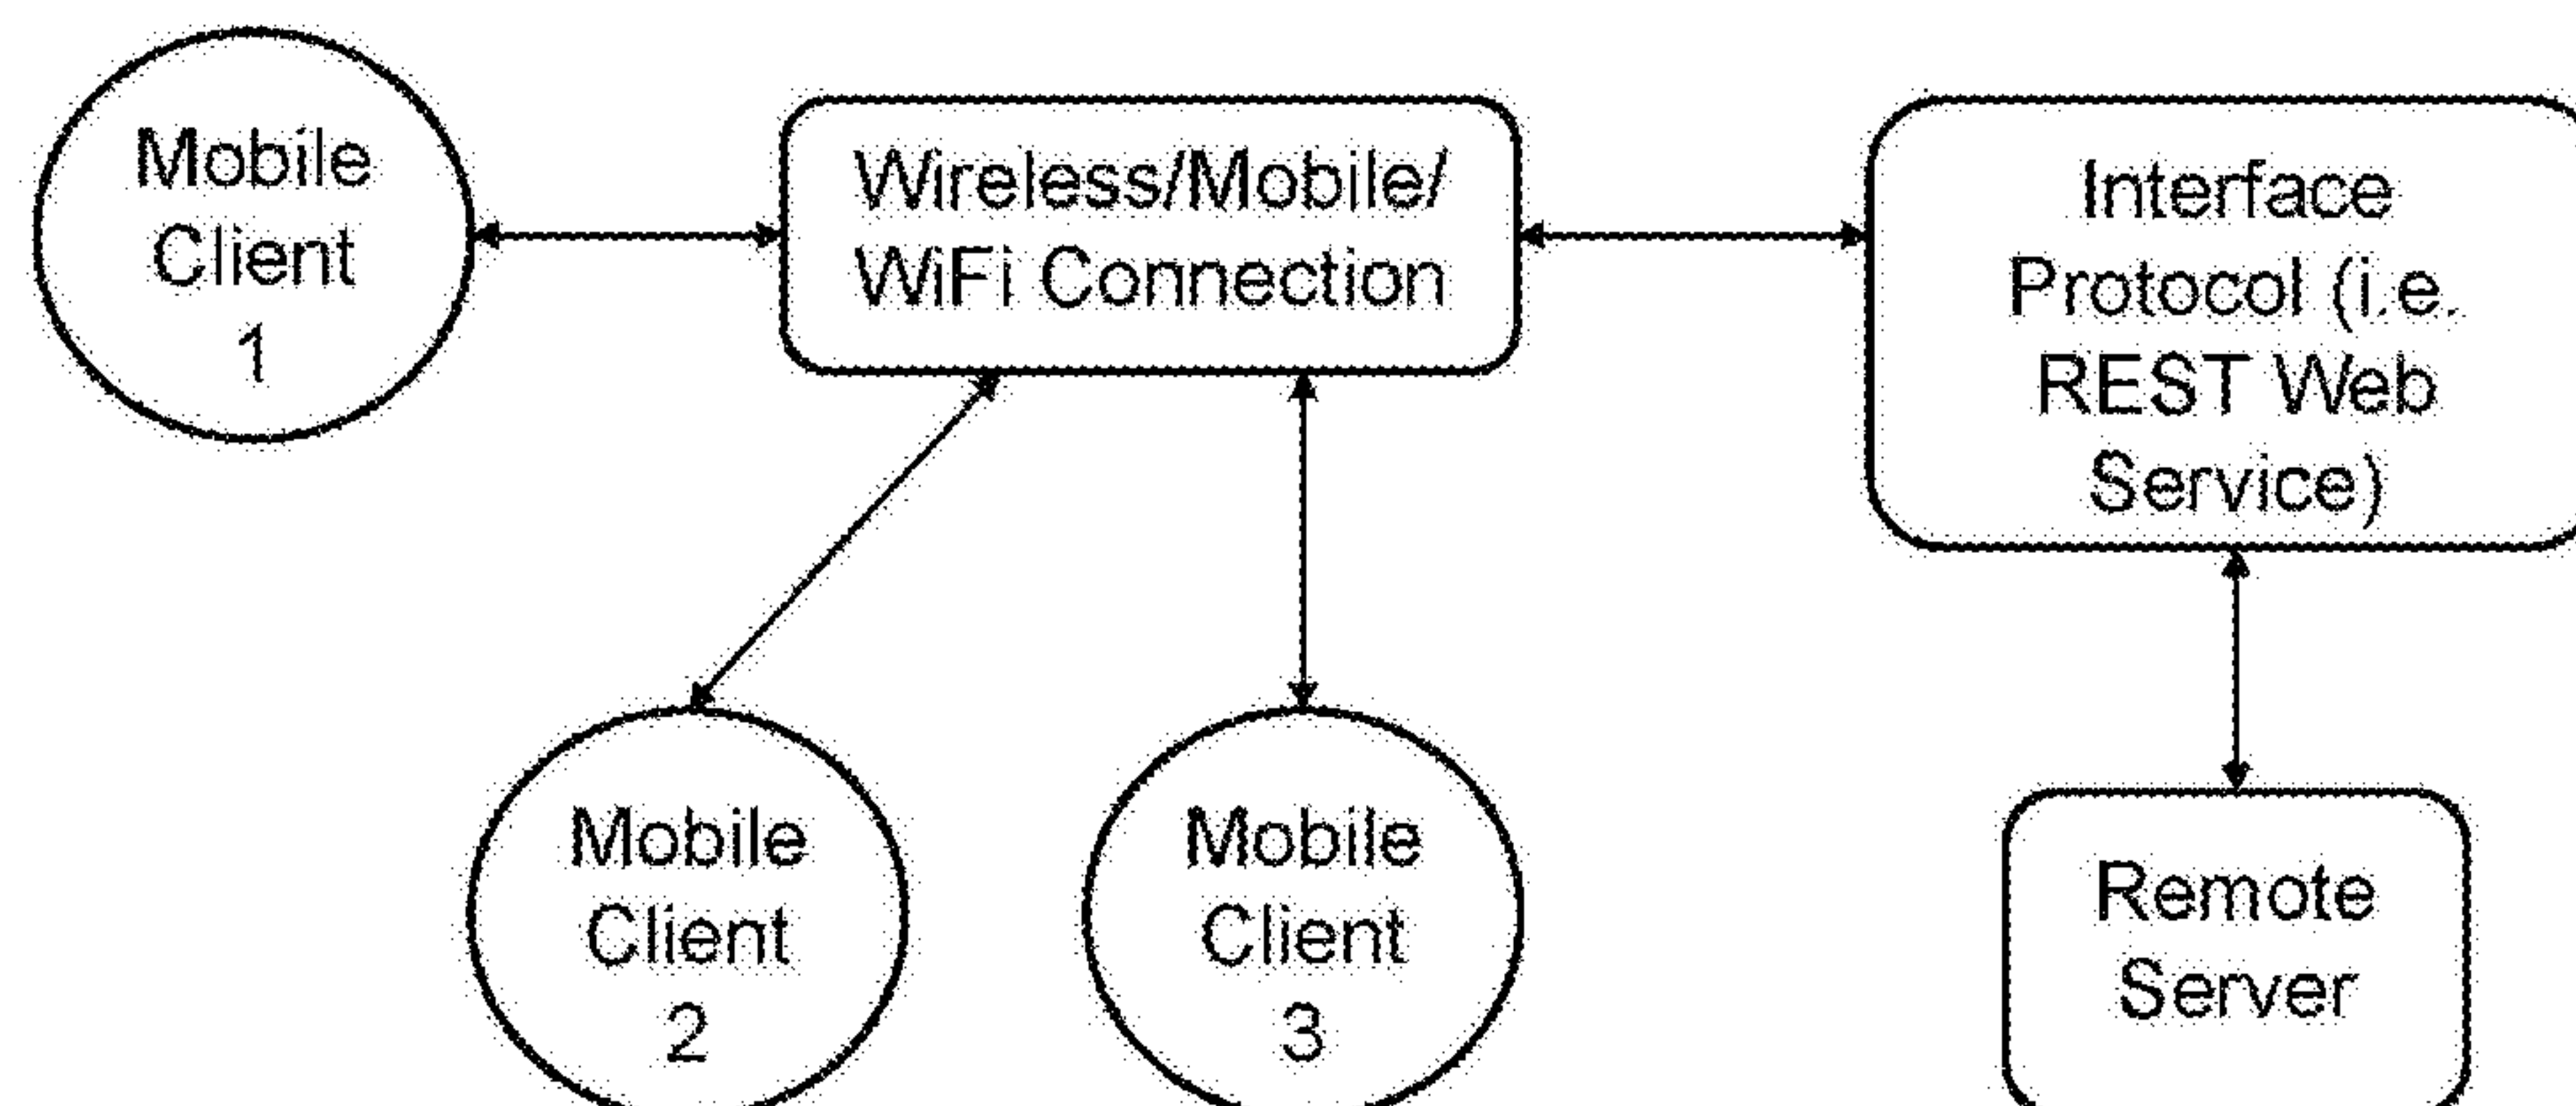 Mobile
Client
1
Wireless/Mobile/
WiFi Connection
Interface
Protocol (i.e.
REST Web
Service)
Mobile
Client
2
Mobile
Client
3
Remote
Server